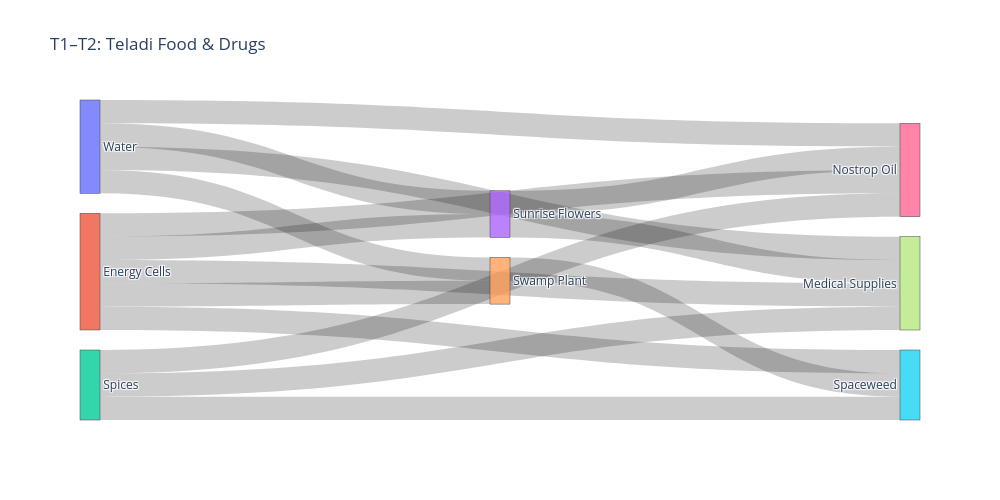 T1–T2: Teladi Food & Drugs
Water
Energy Cells
Spices
Sunrise Flowers
Swamp Plant
Nostrop Oil
Medical Supplies
Spaceweed